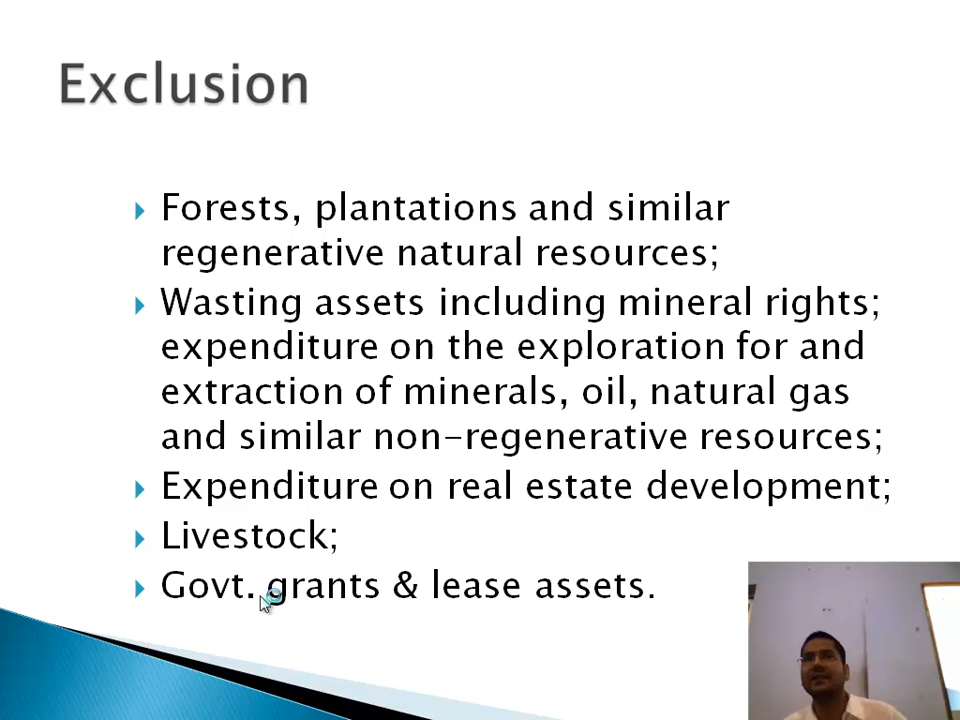 Exclusion
Forests, plantations and similar
regenerative natural resources;
Wasting assets including mineral rights;
expenditure on the exploration for and
extraction of minerals, oil, natural gas
and similar non-regenerative resources;
Expenditure on real estate development;
Livestock;
Govt. grants & lease assets.